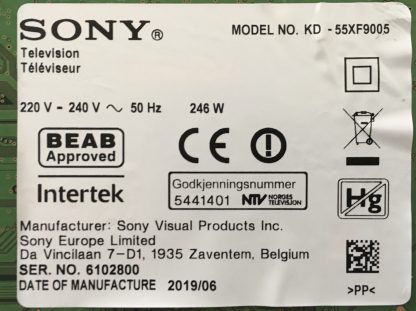 SONY®
MODEL NO. KD - 55XF9005
Television
Téléviseur
220 V - 240 V ~ 50 Hz 246 W
BEAB
Approved
Intertek
CE
Godkjenningsnummer
5441401 NTV NORGES TELEVISJON
Hg
Manufacturer: Sony Visual Products Inc.
Sony Europe Limited
Da Vincilaan 7-D1, 1935 Zaventem, Belgium
SER. NO. 6102800
DATE OF MANUFACTURE 2019/06
>PP<